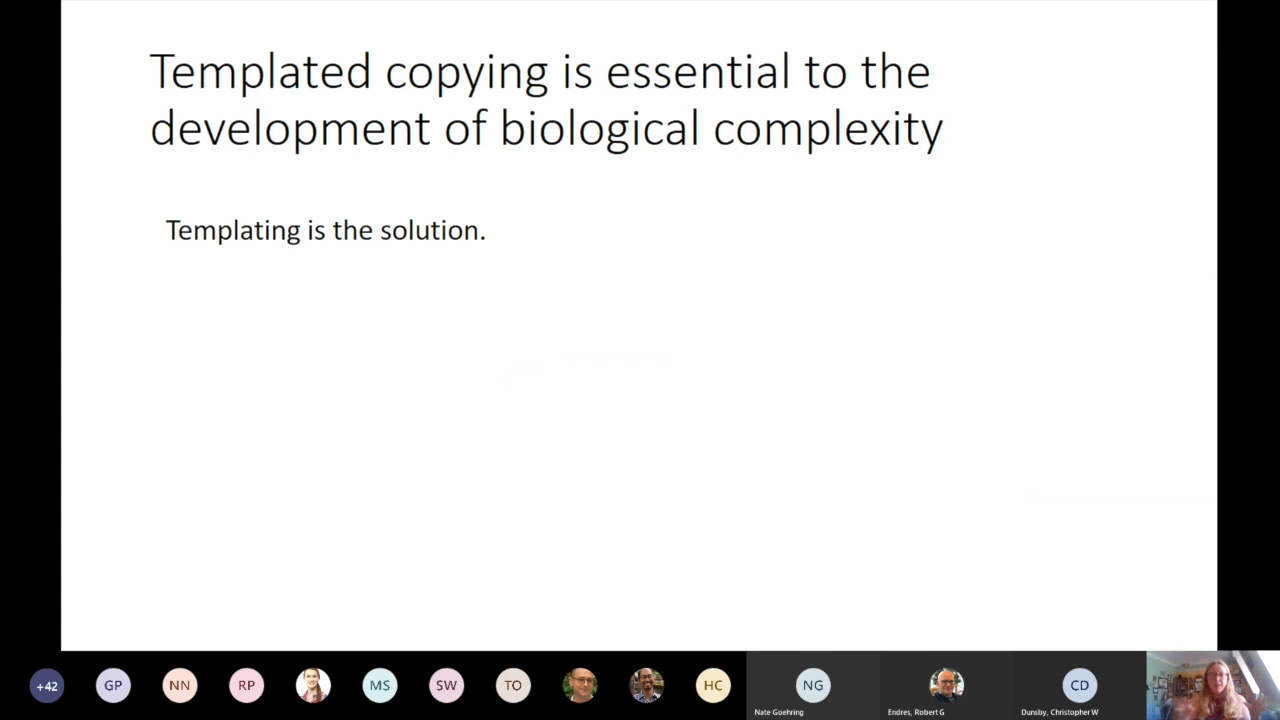 Templated copying is essential to the
development of biological complexity
Templating is the solution.
+42
GP
NN
RP
MS
SW
TO
HC
NG
CD
Nate Goehring
Endres, Robert G
Dunsby, Christopher W